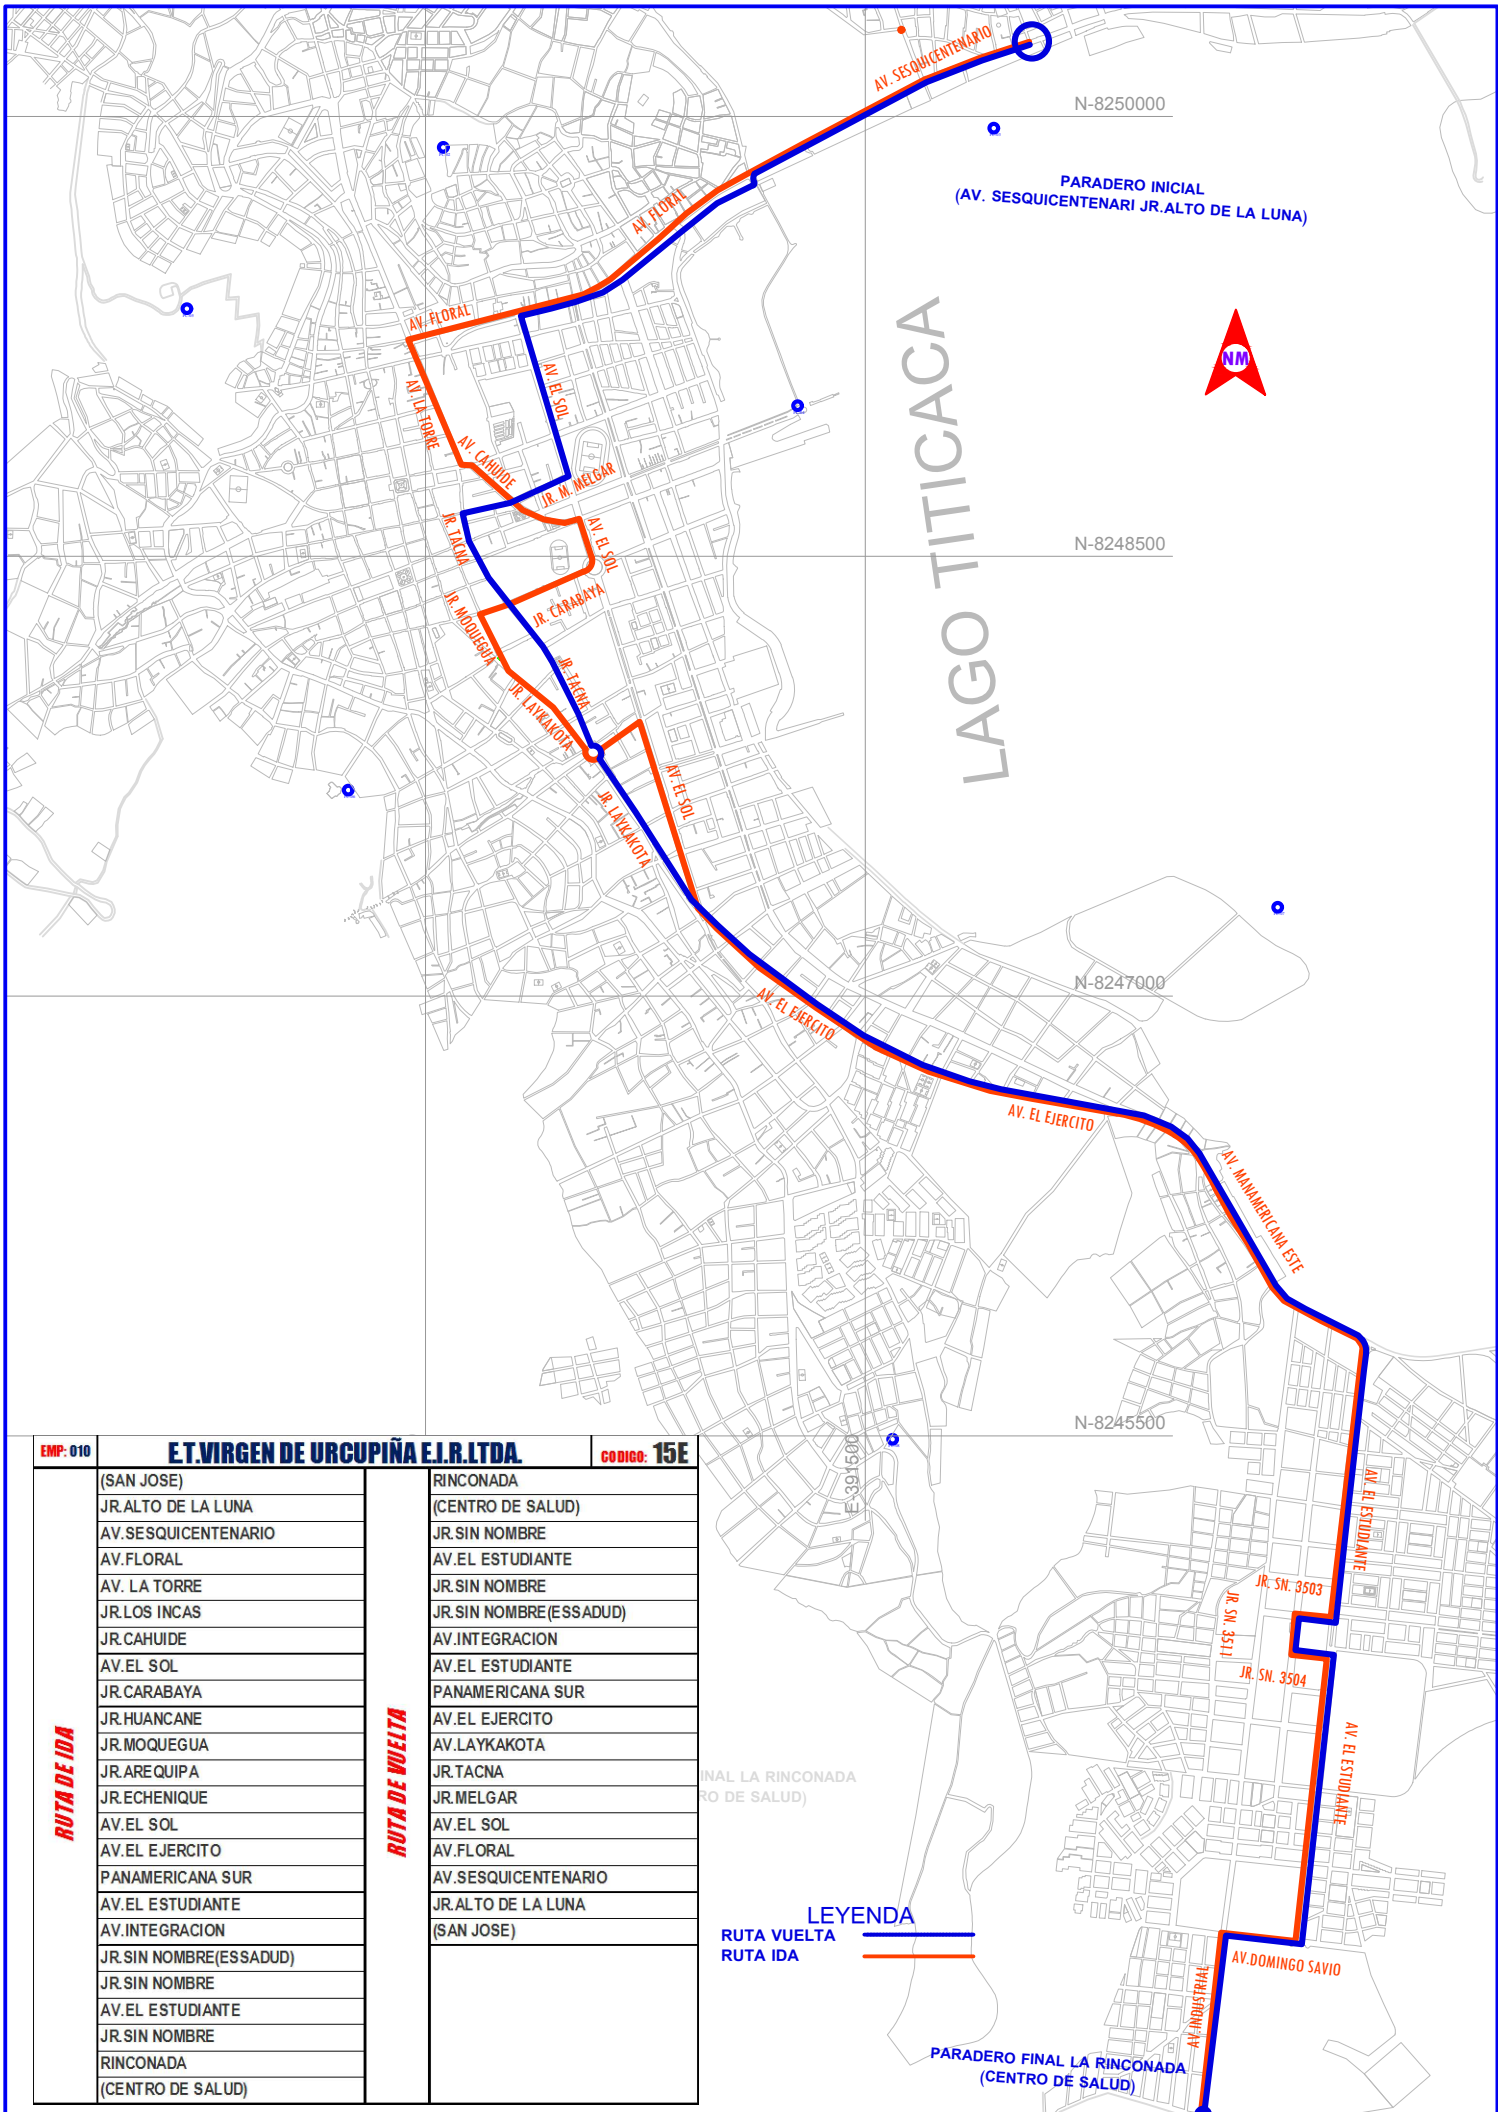 AV. SESQUICENTENARIO
N-8250000
PARADERO INICIAL
(AV. SESQUICENTENARI JR.ALTO DE LA LUNA)
AV. FLORAL
AV. FLORAL
NM
LAGO TITICACA
AV. LA TORRE
AV. EL SOL
AV. CAHUIDE
JR. M. MELGAR
JR. TACNA
AV. EL SOL
N-8248500
JR. MOQUEGUA
JR. CARABAYA
JR. TACNA
JR. LAYKAKOTA
AV. EL SOL
JR. LAYKAKOTA
N-8247000
AV. EL EJERCITO
AV. EL EJERCITO
AV. MANAMERICANA ESTE
N-8245500
E-391500
AV. EL ESTUDIANTE
JR. SN. 3503
JR. SN. 3511
JR. SN. 3504
AV. EL ESTUDIANTE
AV.DOMINGO SAVIO
AV.INDUSTRIAL
PARADERO FINAL LA RINCONADA
(CENTRO DE SALUD)
INAL LA RINCONADA
RO DE SALUD)
LEYENDA
RUTA VUELTA
RUTA IDA
EMP: 010
E.T.VIRGEN DE URCUPIÑA E.I.R.LTDA.
CODIGO: 15E
RUTA DE IDA
(SAN JOSE)
JR.ALTO DE LA LUNA
AV.SESQUICENTENARIO
AV.FLORAL
AV. LA TORRE
JR.LOS INCAS
JR.CAHUIDE
AV.EL SOL
JR.CARABAYA
JR.HUANCANE
JR.MOQUEGUA
JR.AREQUIPA
JR.ECHENIQUE
AV.EL SOL
AV.EL EJERCITO
PANAMERICANA SUR
AV.EL ESTUDIANTE
AV.INTEGRACION
JR.SIN NOMBRE(ESSADUD)
JR.SIN NOMBRE
AV.EL ESTUDIANTE
JR.SIN NOMBRE
RINCONADA
(CENTRO DE SALUD)
RUTA DE VUELTA
RINCONADA
(CENTRO DE SALUD)
JR.SIN NOMBRE
AV.EL ESTUDIANTE
JR.SIN NOMBRE
JR.SIN NOMBRE(ESSADUD)
AV.INTEGRACION
AV.EL ESTUDIANTE
PANAMERICANA SUR
AV.EL EJERCITO
AV.LAYKAKOTA
JR.TACNA
JR.MELGAR
AV.EL SOL
AV.FLORAL
AV.SESQUICENTENARIO
JR.ALTO DE LA LUNA
(SAN JOSE)